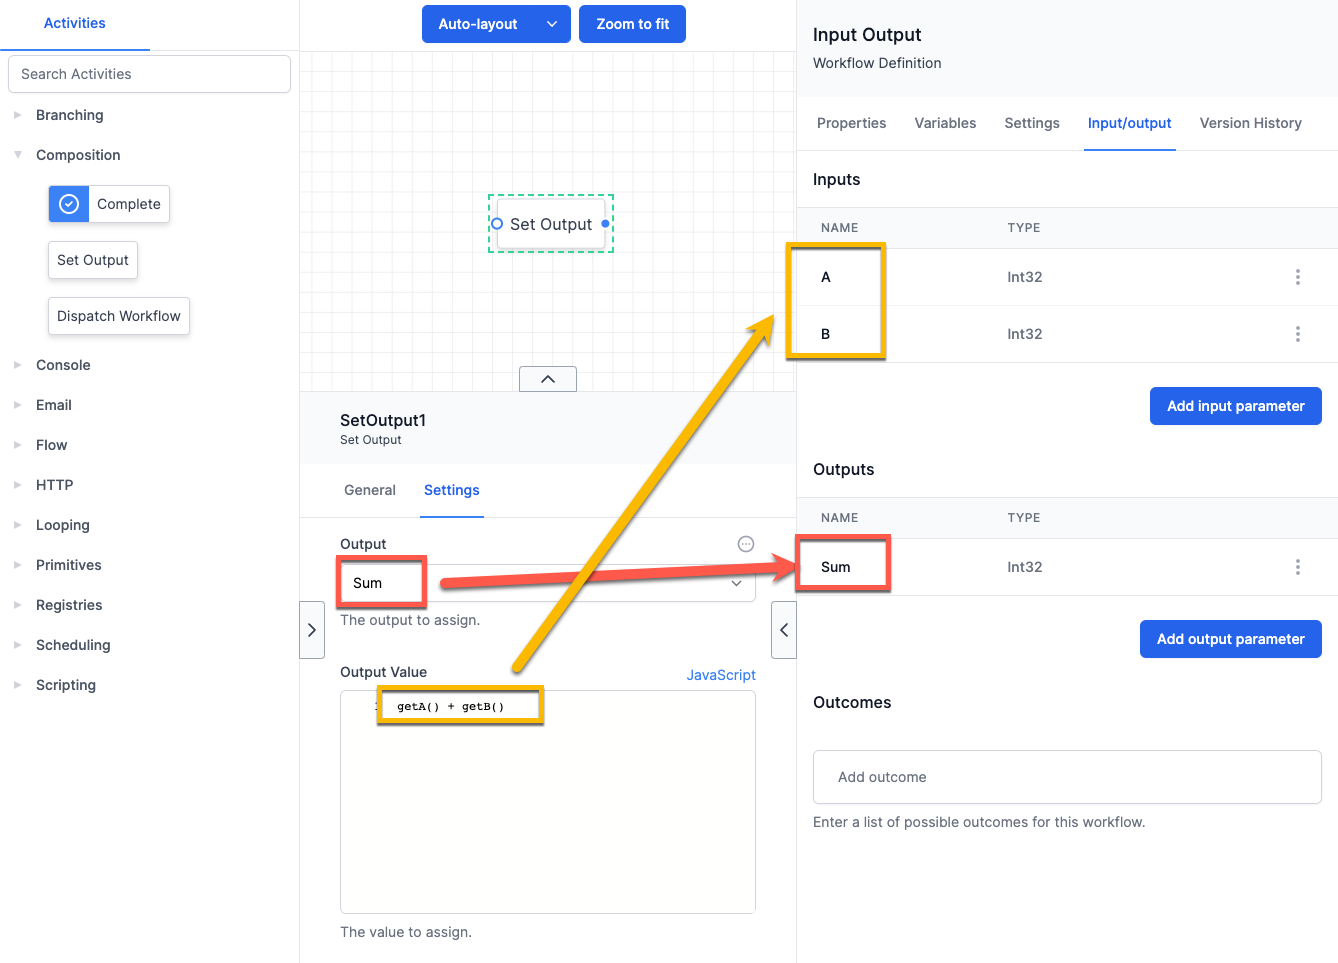 Activities
Search Activities
Branching
Composition
Complete
Set Output
Dispatch Workflow
Console
Email
Flow
HTTP
Looping
Primitives
Registries
Scheduling
Scripting
Auto-layout
Zoom to fit
Set Output
SetOutput1
Set Output
General Settings
Output
Sum
The output to assign.
Output Value JavaScript
getA() + getB()
The value to assign.
Input Output
Workflow Definition
Properties Variables Settings Input/output Version History
Inputs
NAME TYPE
A Int32
B Int32
Add input parameter
Outputs
NAME TYPE
Sum Int32
Add output parameter
Outcomes
Add outcome
Enter a list of possible outcomes for this workflow.